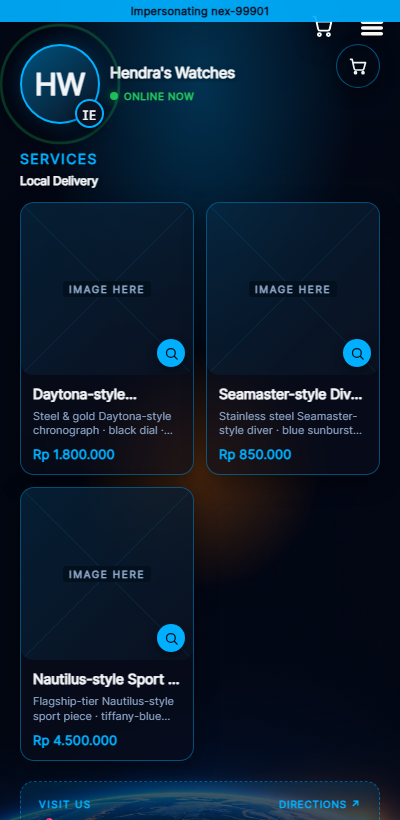 Impersonating nex-99901
HW
IE
Hendra's Watches
ONLINE NOW
SERVICES
Local Delivery
IMAGE HERE
IMAGE HERE
Daytona-style...
Steel & gold Daytona-style
chronograph · black dial ·...
Rp 1.800.000
Seamaster-style Div...
Stainless steel Seamaster-
style diver · blue sunburst...
Rp 850.000
IMAGE HERE
Nautilus-style Sport ...
Flagship-tier Nautilus-style
sport piece · tiffany-blue...
Rp 4.500.000
VISIT US
DIRECTIONS ↗